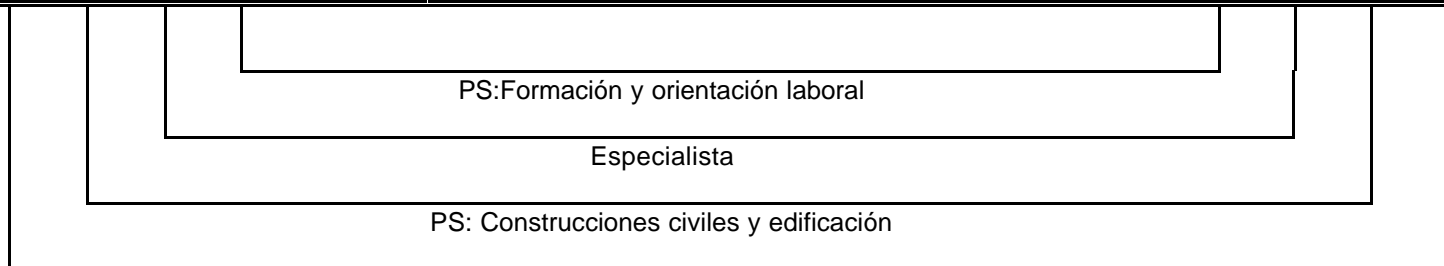 PS:Formación y orientación laboral
Especialista
PS: Construcciones civiles y edificación